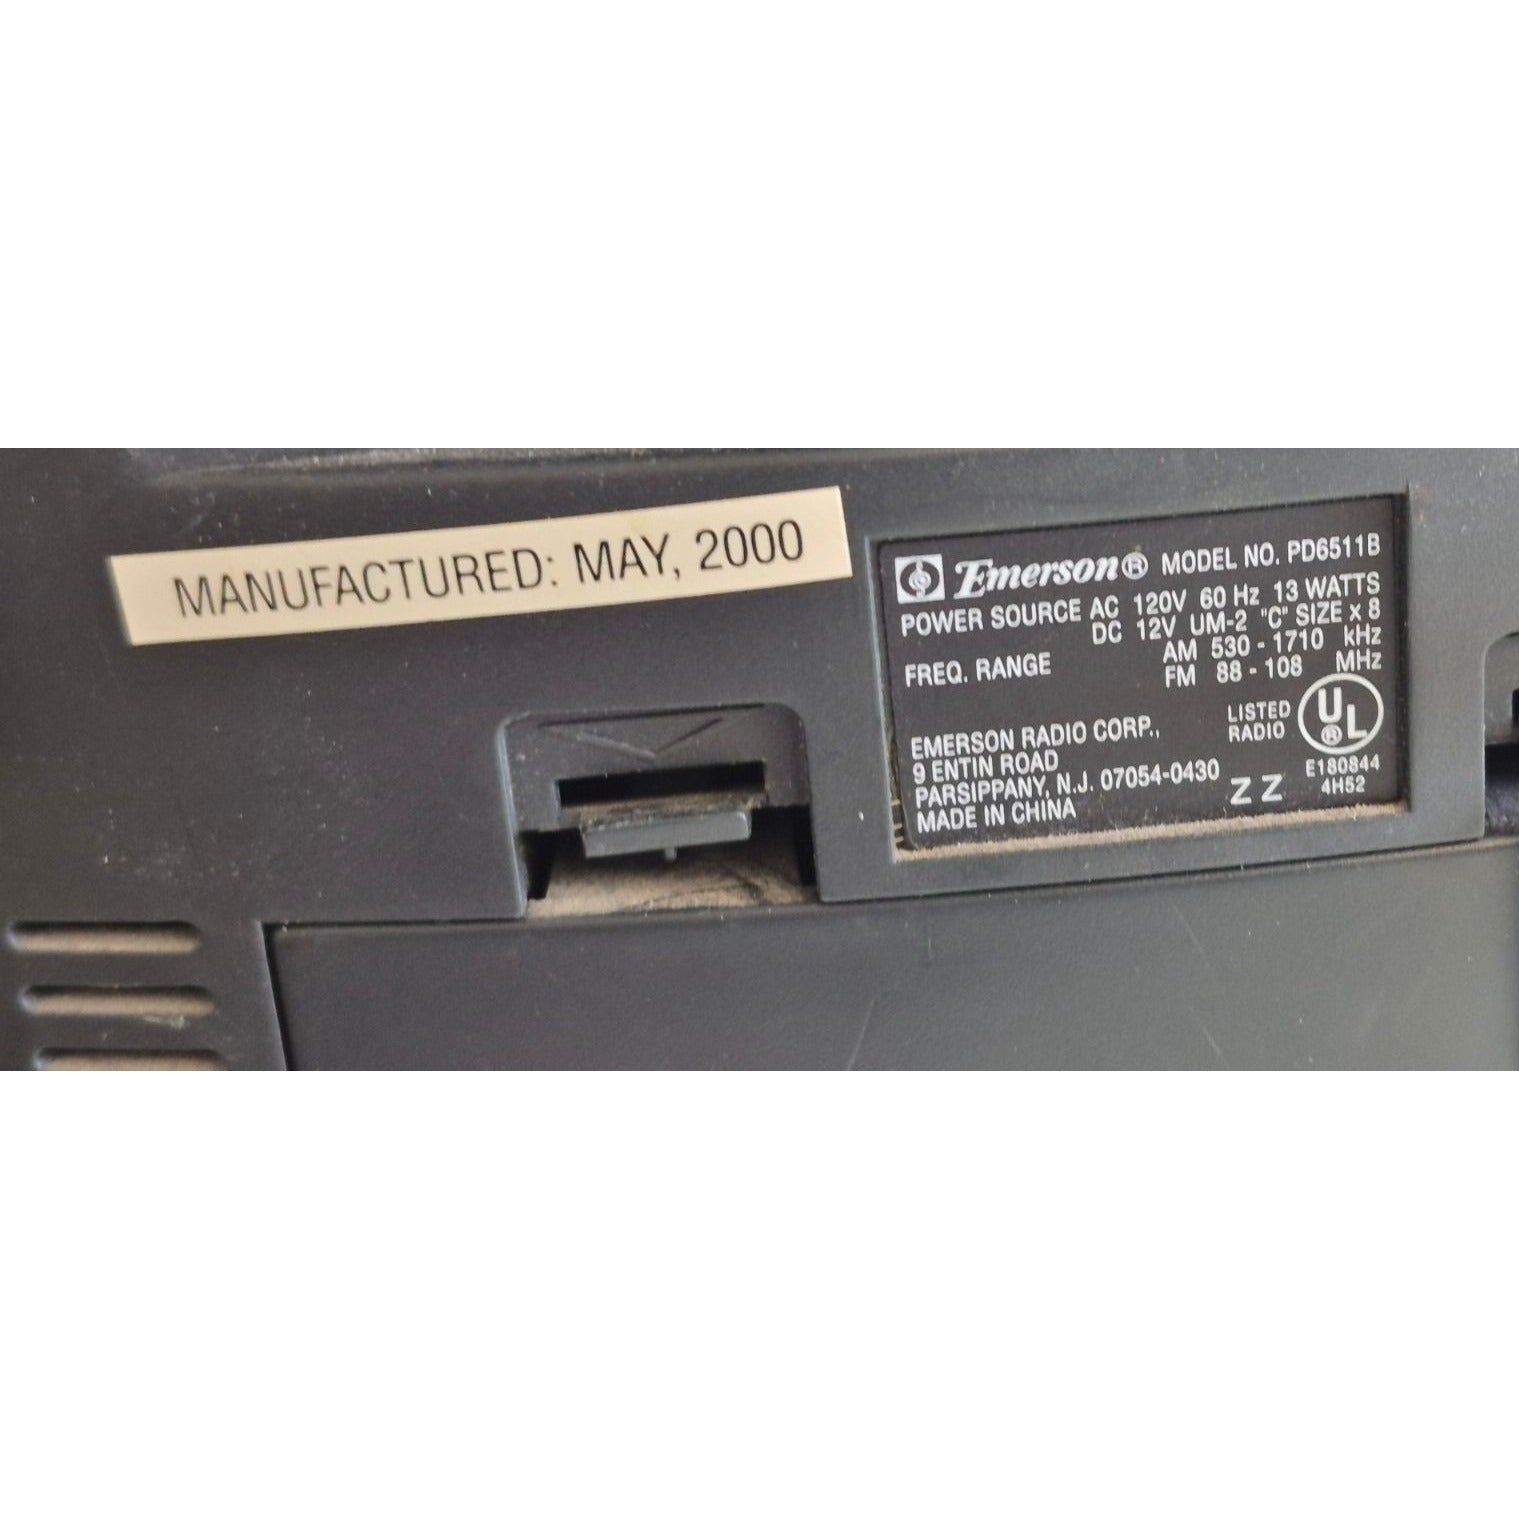 MANUFACTURED: MAY, 2000
Emerson® MODEL NO. PD6511B
POWER SOURCE AC 120V 60 Hz 13 WATTS
DC 12V UM-2 "C" SIZE x 8
FREQ. RANGE AM 530 - 1710 kHz
FM 88 - 108 MHz
EMERSON RADIO CORP.,
9 ENTIN ROAD
PARSIPPANY, N.J. 07054-0430
MADE IN CHINA
LISTED
RADIO
UL®
E180844
4H52
Z Z